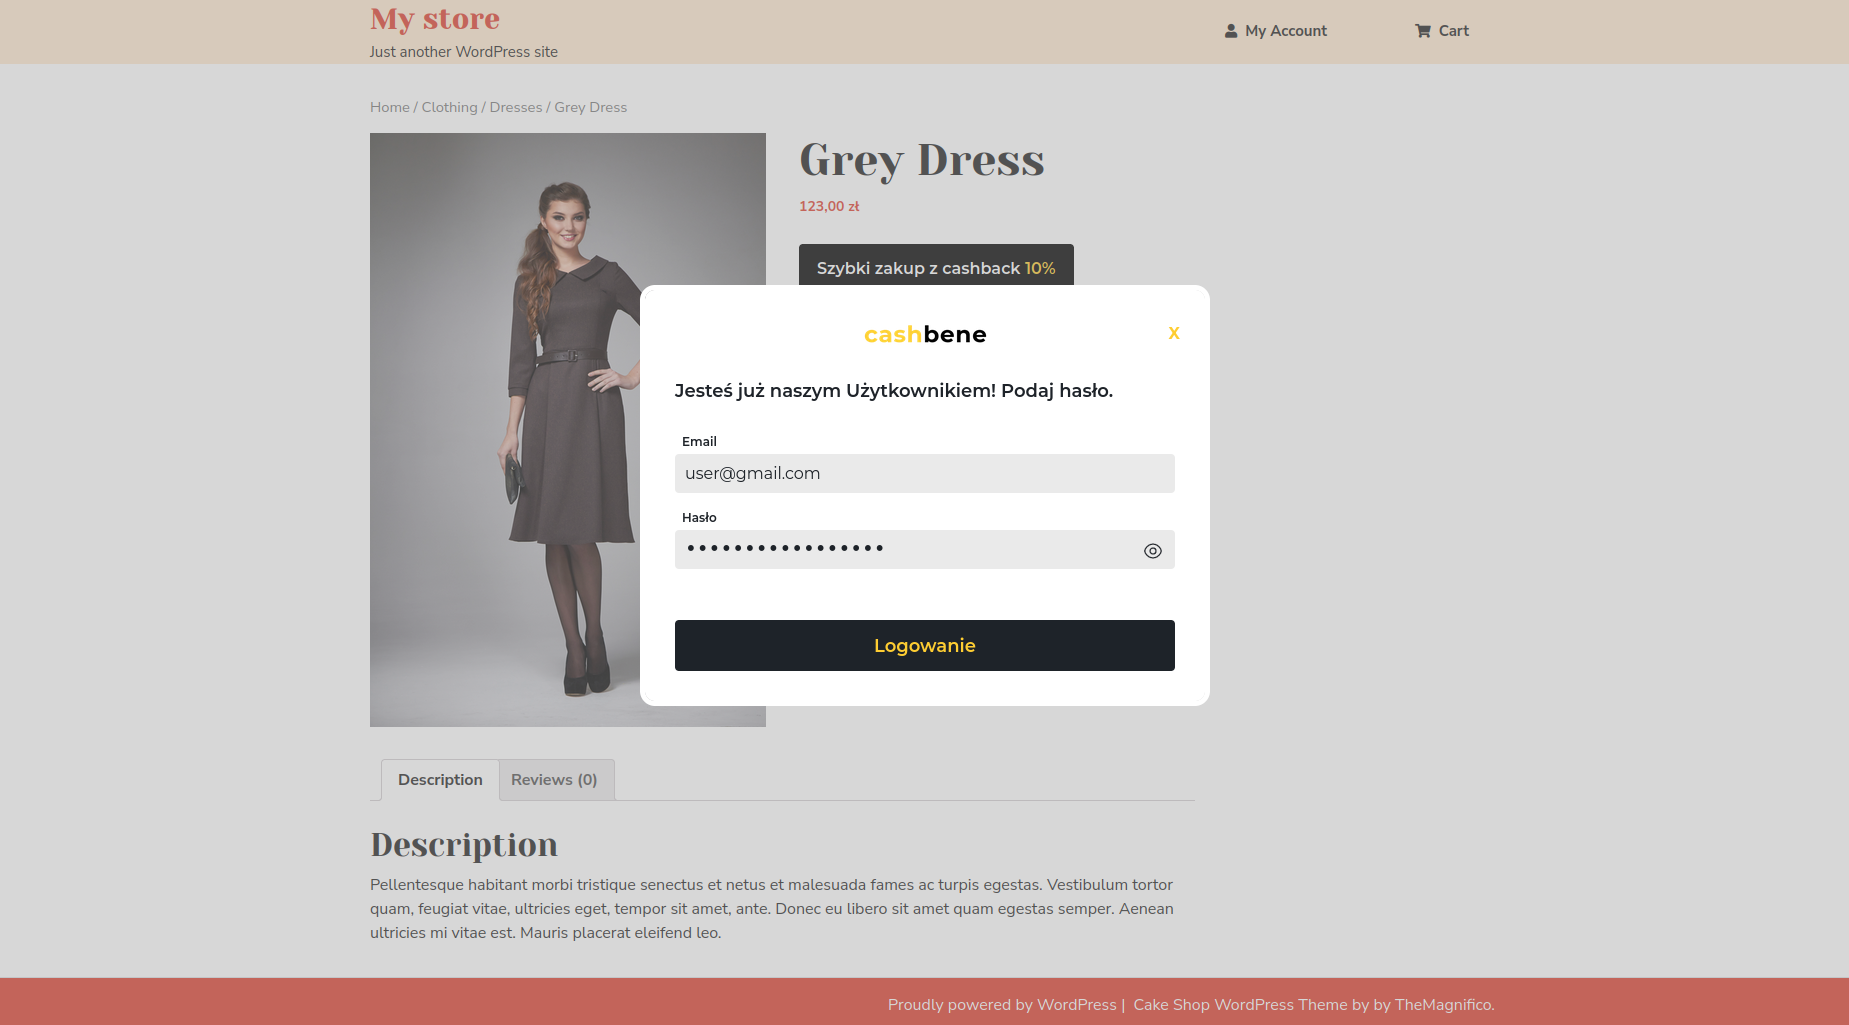 My store
Just another WordPress site
My Account
Cart
Home / Clothing / Dresses / Grey Dress
Grey Dress
123,00 zł
Szybki zakup z cashback 10%
cashbene
X
Jesteś już naszym Użytkownikiem! Podaj hasło.
Email
user@gmail.com
Hasło
•••••••••••••••••
Logowanie
Description
Reviews (0)
Description
Pellentesque habitant morbi tristique senectus et netus et malesuada fames ac turpis egestas. Vestibulum tortor
quam, feugiat vitae, ultricies eget, tempor sit amet, ante. Donec eu libero sit amet quam egestas semper. Aenean
ultricies mi vitae est. Mauris placerat eleifend leo.
Proudly powered by WordPress | Cake Shop WordPress Theme by by TheMagnifico.